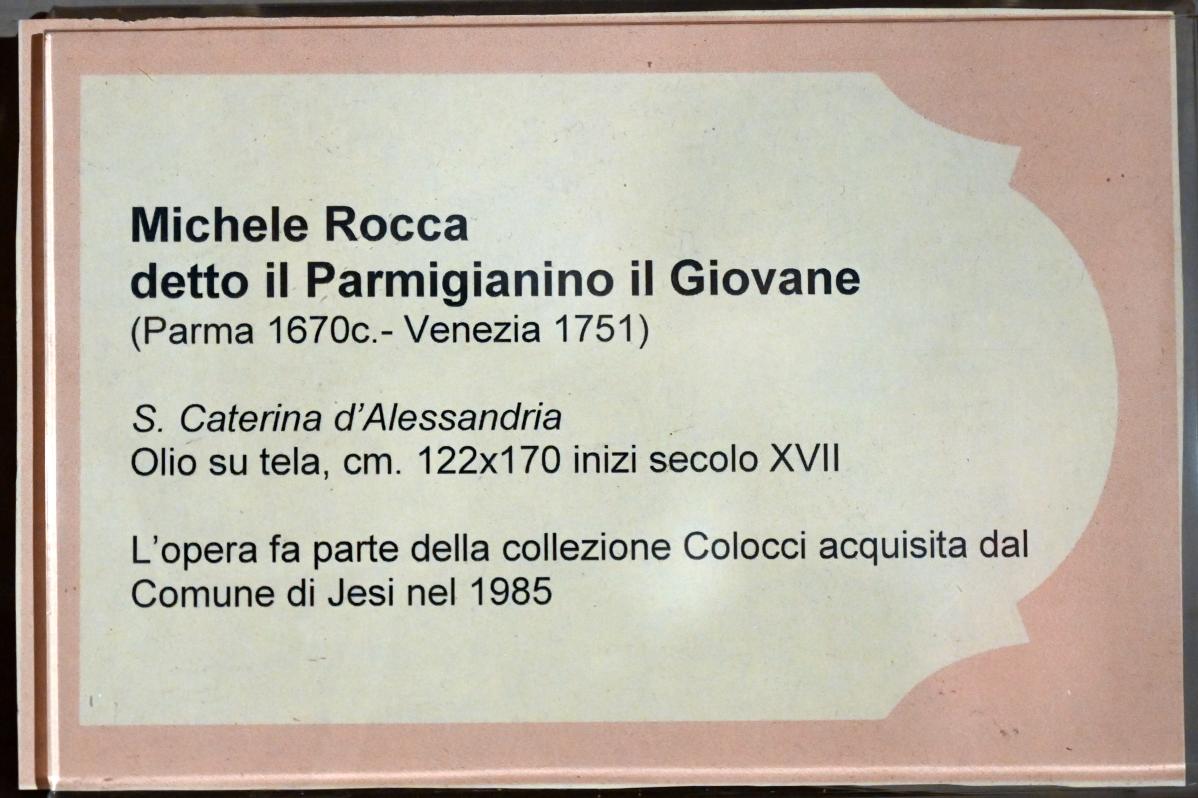 Michele Rocca
detto il Parmigianino il Giovane
(Parma 1670c.- Venezia 1751)
S. Caterina d'Alessandria
Olio su tela, cm. 122x170 inizi secolo XVII
L'opera fa parte della collezione Colocci acquisita dal
Comune di Jesi nel 1985